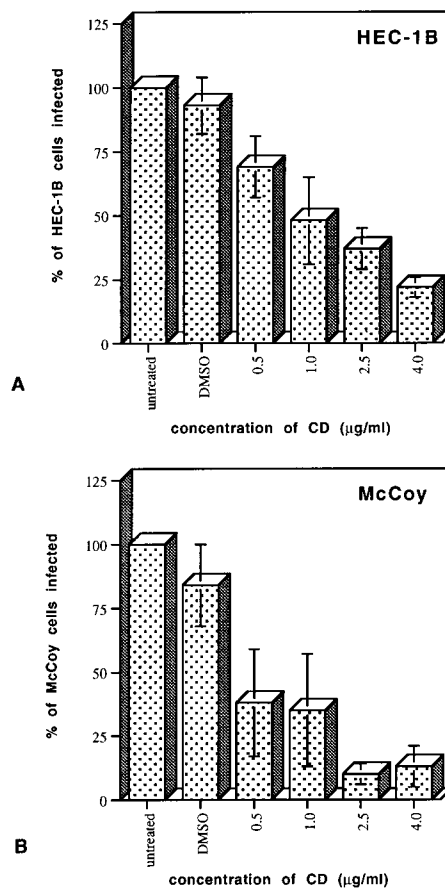 HEC-1B
125
100
75
50
25
0
% of HEC-1B cells infected
untreated
DMSO
0.5
1.0
2.5
4.0
A
concentration of CD (µg/ml)
McCoy
125
100
75
50
25
0
% of McCoy cells infected
untreated
DMSO
0.5
1.0
2.5
4.0
B
concentration of CD (µg/ml)